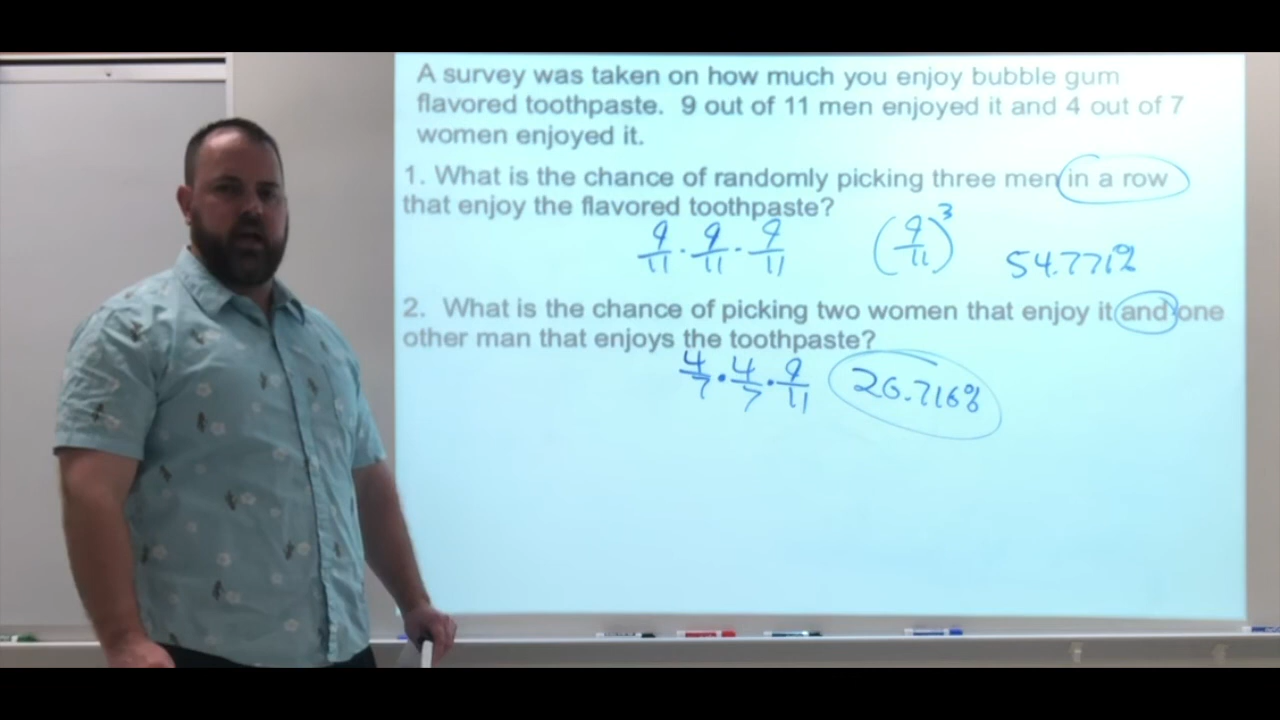 A survey was taken on how much you enjoy bubble gum
flavored toothpaste. 9 out of 11 men enjoyed it and 4 out of 7
women enjoyed it.
1. What is the chance of randomly picking three men in a row
that enjoy the flavored toothpaste?
9/11 · 9/11 · 9/11 (9/11)³ 54.771%
2. What is the chance of picking two women that enjoy it and one
other man that enjoys the toothpaste?
4/7 · 4/7 · 9/11 26.716%